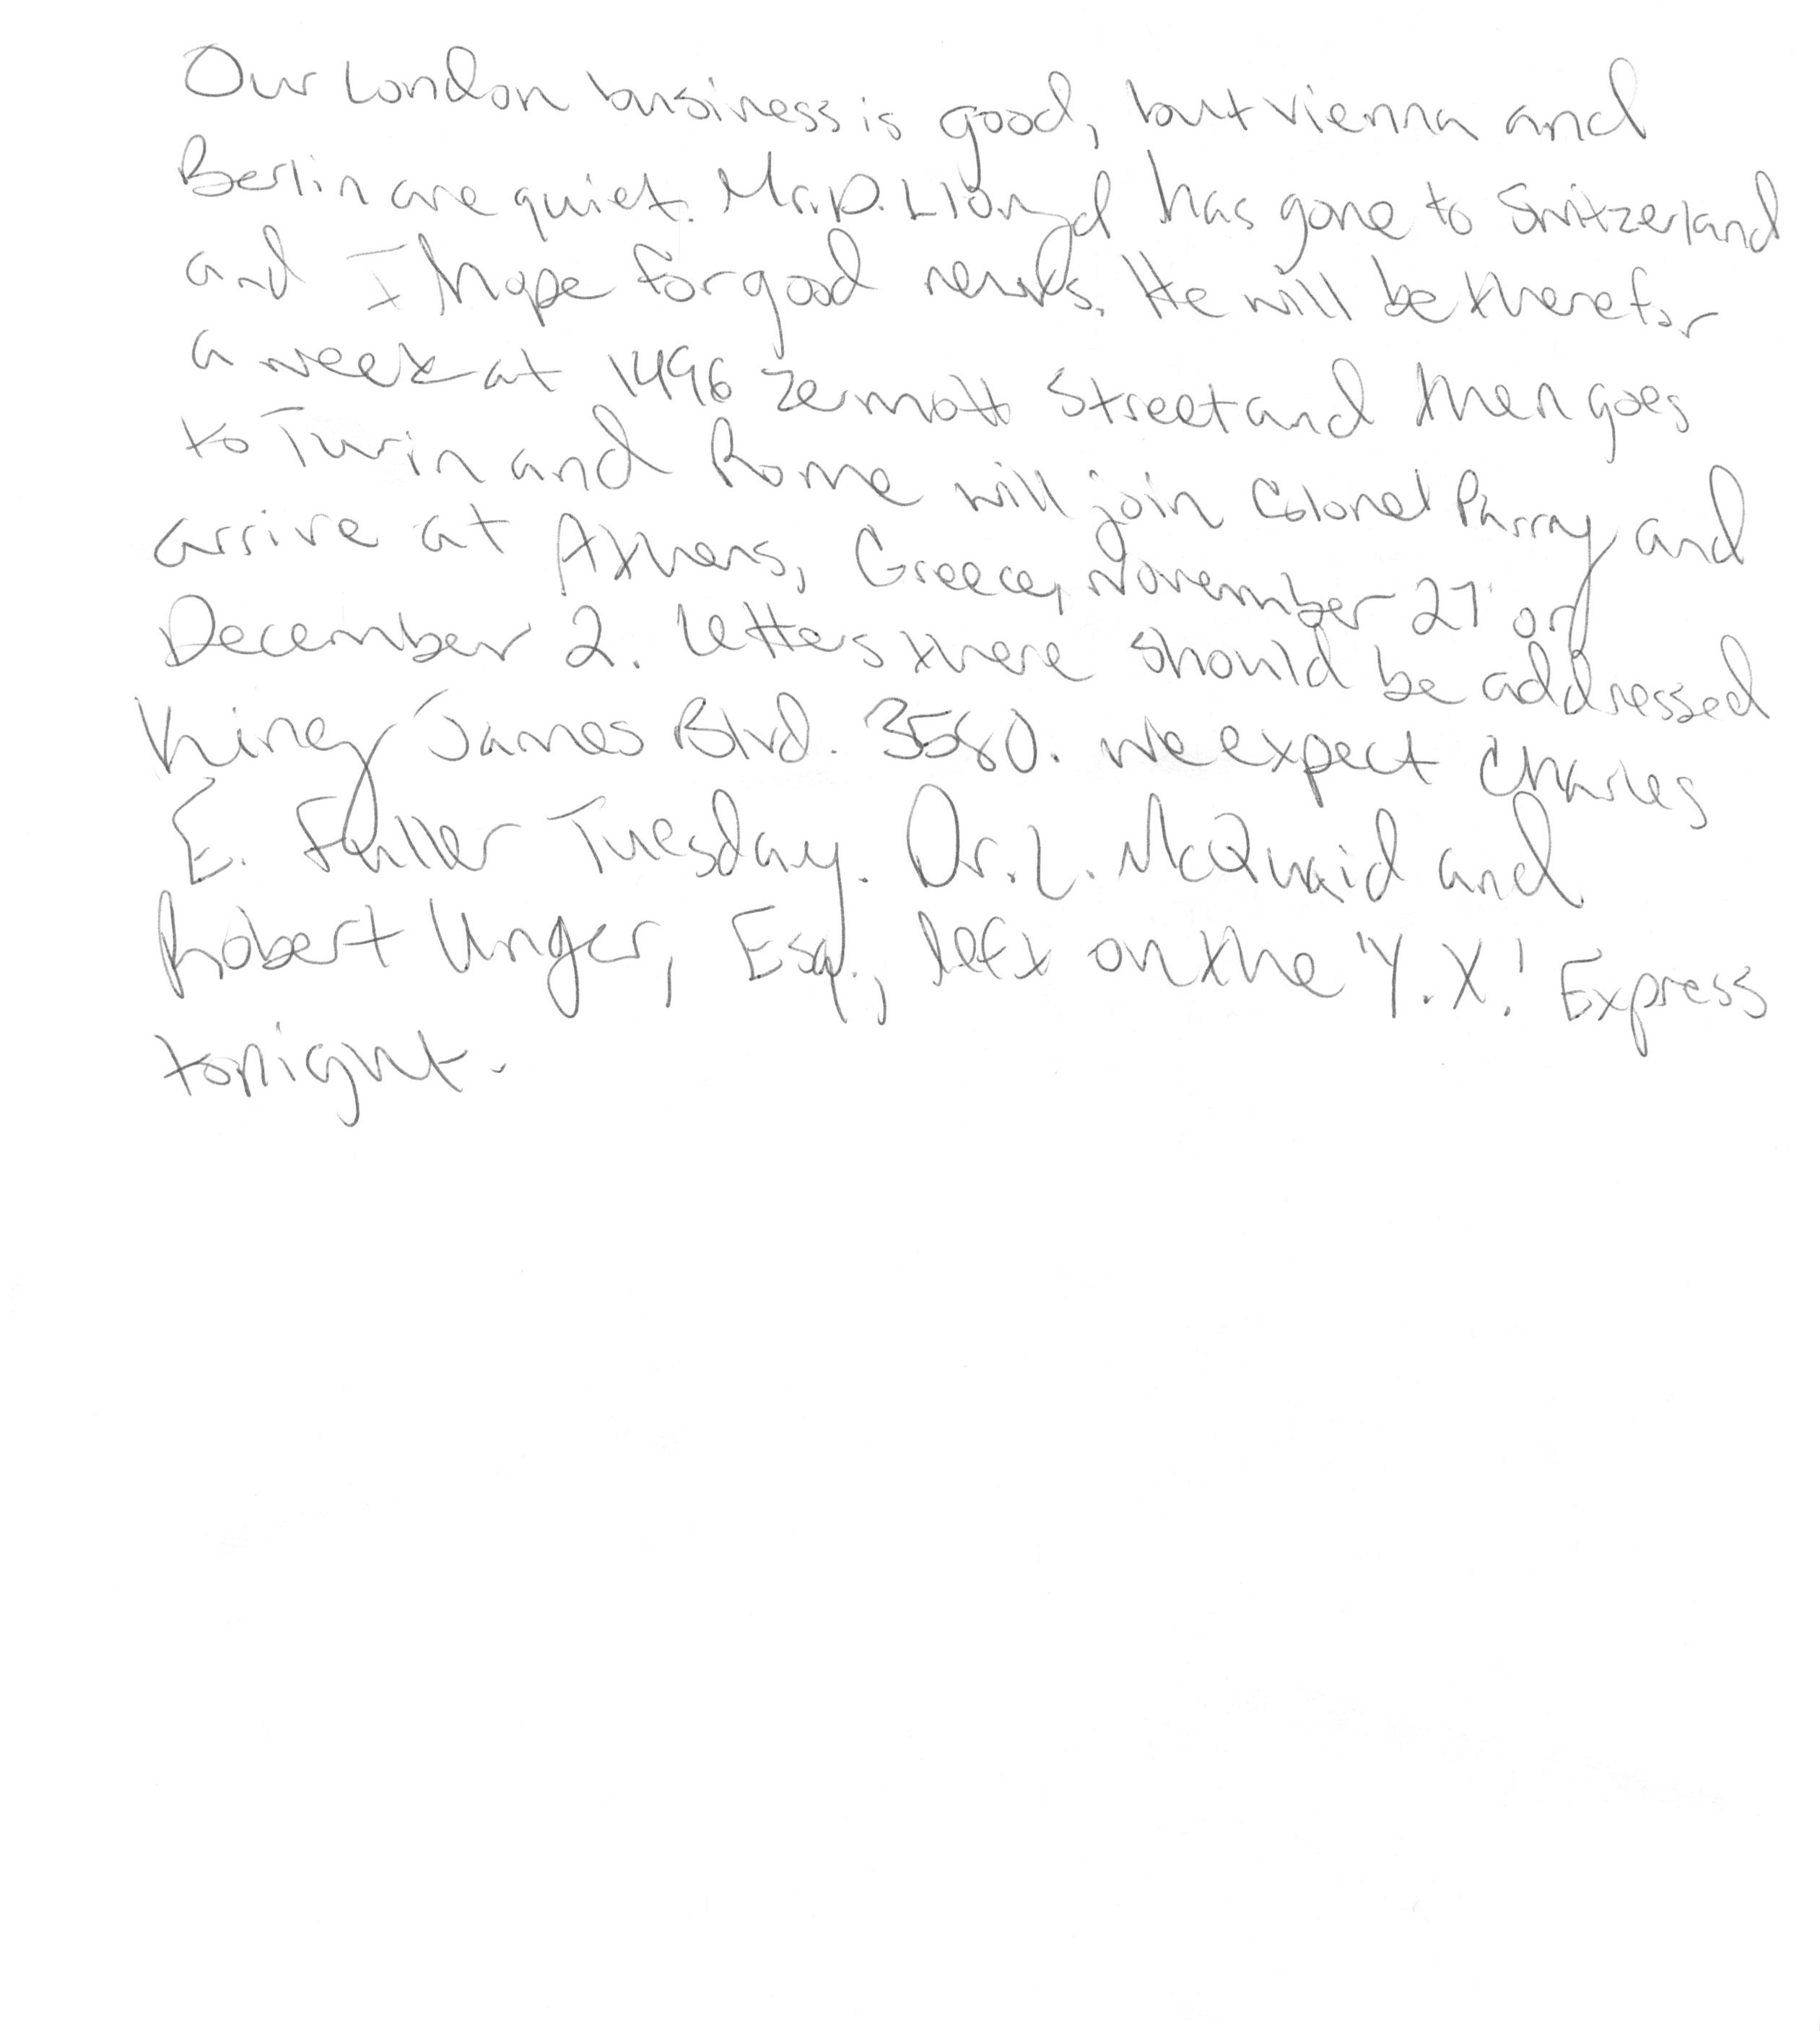 Our London business is good, but Vienna and
Berlin are quiet. Mr. D. Lloyd has gone to Switzerland
and I hope for good news. He will be there for
a week at 1496 Zermott Street and then goes
to Turin and Rome will join Colonel Parry and
arrive at Athens, Greece, November 27 or
December 2. Letters there should be addressed
King James Blvd. 3580. We expect Charles
E. Fuller Tuesday. Dr. L. McQuaid and
Robert Unger, Esq., left on the 'Y.X.' Express
tonight.